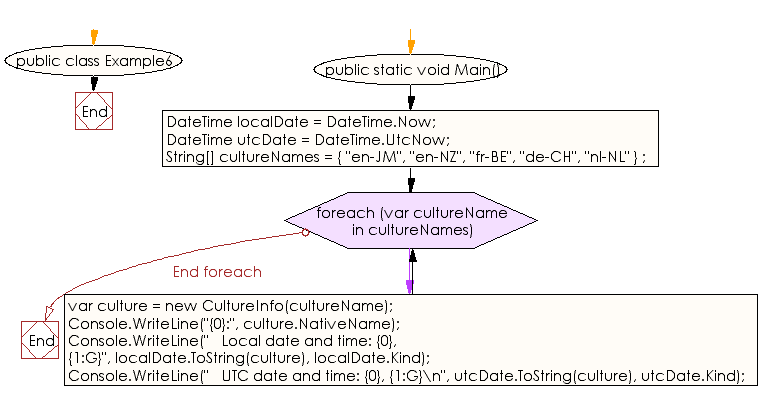 public class Example6
End
public static void Main()
DateTime localDate = DateTime.Now;
DateTime utcDate = DateTime.UtcNow;
String[] cultureNames = { "en-JM", "en-NZ", "fr-BE", "de-CH", "nl-NL" } ;
foreach (var cultureName
in cultureNames)
End foreach
End
var culture = new CultureInfo(cultureName);
Console.WriteLine("{0}:", culture.NativeName);
Console.WriteLine("   Local date and time: {0},
{1:G}", localDate.ToString(culture), localDate.Kind);
Console.WriteLine("   UTC date and time: {0}, {1:G}\n", utcDate.ToString(culture), utcDate.Kind);